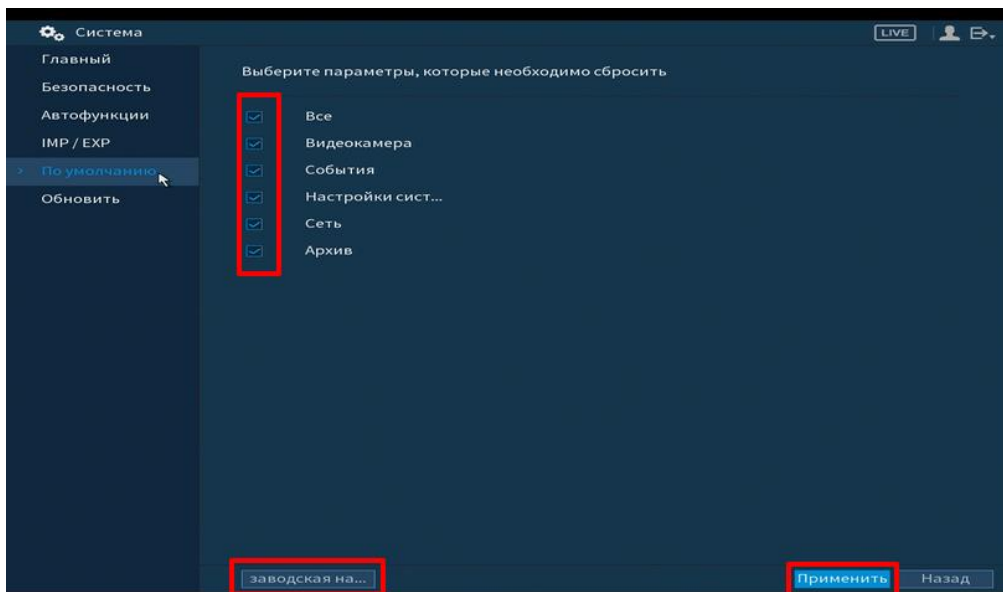 Система
LIVE
Главный
Безопасность
Автофункции
IMP / EXP
По умолчанию
Обновить
Выберите параметры, которые необходимо сбросить
Все
Видеокамера
События
Настройки сист...
Сеть
Архив
заводская на...
Применить
Назад